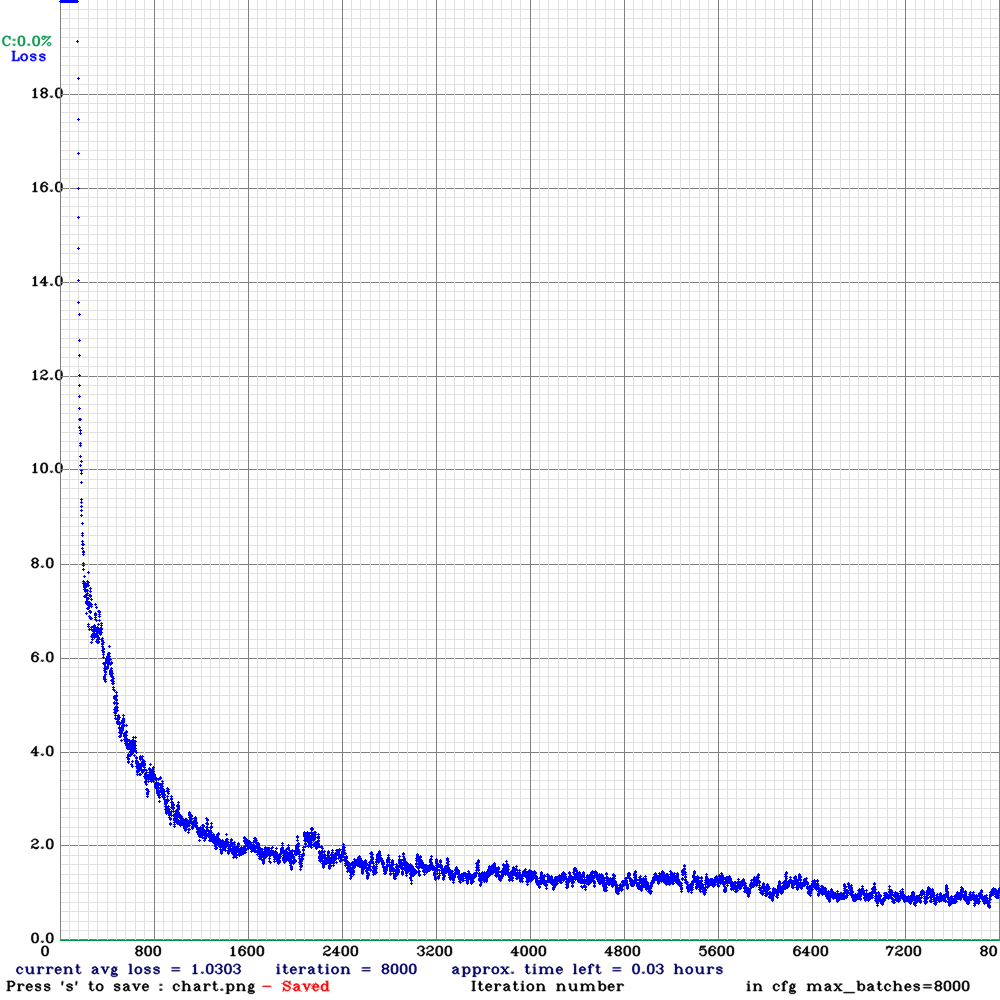 C:0.0%
Loss
18.0
16.0
14.0
12.0
10.0
8.0
6.0
4.0
2.0
0.0
0 800 1600 2400 3200 4000 4800 5600 6400 7200 80
current avg loss = 1.0303 iteration = 8000 approx. time left = 0.03 hours
Press 's' to save : chart.png - Saved Iteration number in cfg max_batches=8000